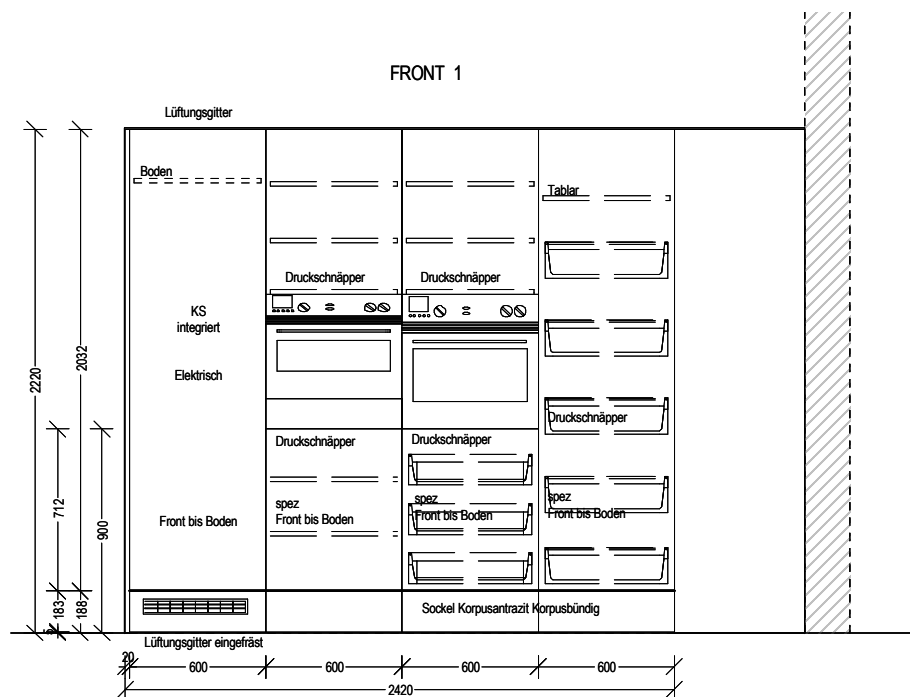 FRONT 1
Lüftungsgitter
Boden
Tablar
Druckschnäpper
Druckschnäpper
KS
integriert
Elektrisch
2220
2032
Druckschnäpper
Druckschnäpper
Druckschnäpper
712
900
spez
Front bis Boden
spez
Front bis Boden
spez
Front bis Boden
Front bis Boden
183
188
Sockel Korpusantrazit Korpusbündig
Lüftungsgitter eingefräst
20
600
600
600
600
2420